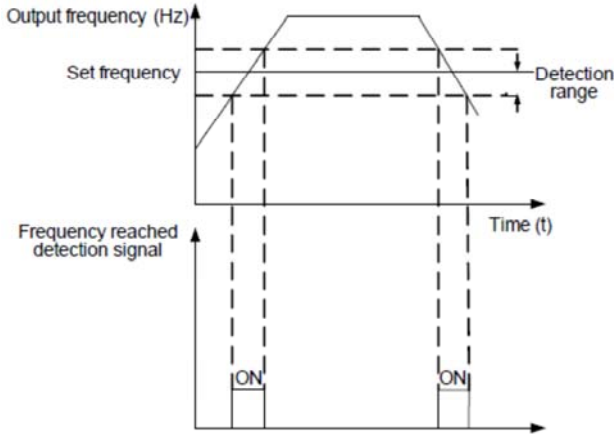 Output frequency (Hz)
Set frequency
Detection
range
Time (t)
Frequency reached
detection signal
ON
ON